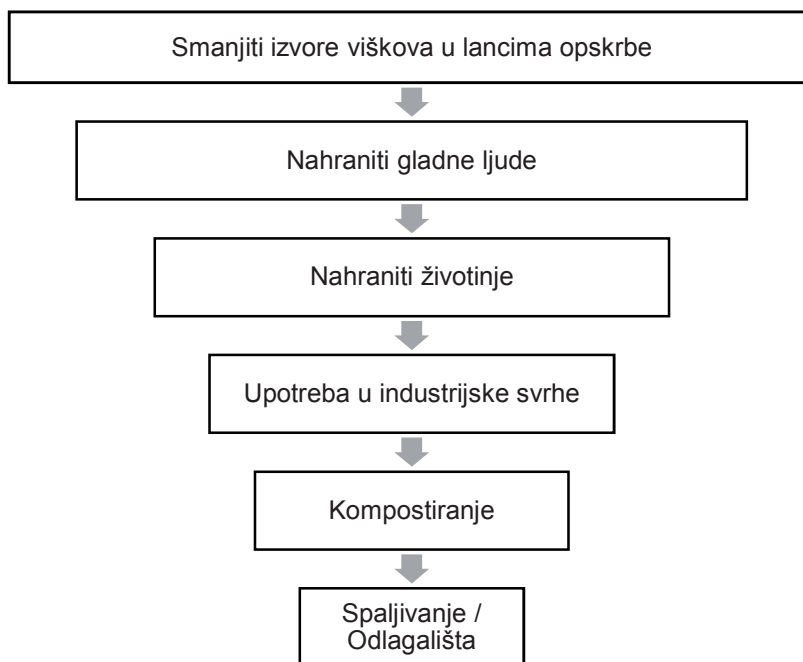 Smanjiti izvore viškova u lancima opskrbe
Nahraniti gladne ljude
Nahraniti životinje
Upotreba u industrijske svrhe
Kompostiranje
Spaljivanje /
Odlagališta